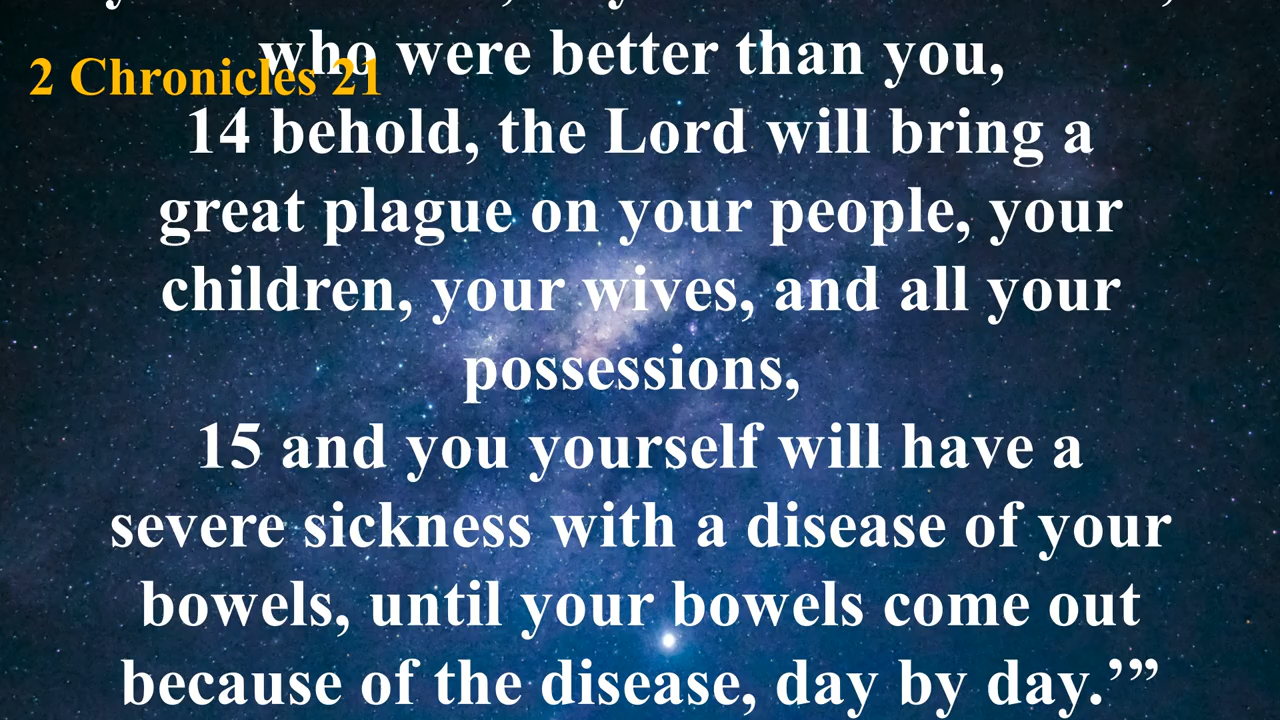 who were better than you,
2 Chronicles 21
14 behold, the Lord will bring a
great plague on your people, your
children, your wives, and all your
possessions,
15 and you yourself will have a
severe sickness with a disease of your
bowels, until your bowels come out
because of the disease, day by day.’”